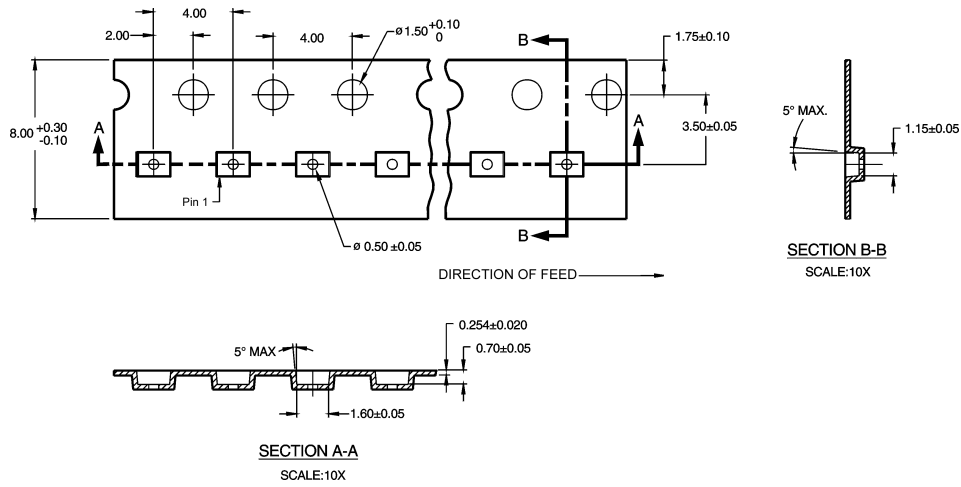 4.00
2.00
4.00
ø 1.50 +0.10
0
B
1.75±0.10
8.00 +0.30
-0.10
A
A
3.50±0.05
5° MAX.
1.15±0.05
Pin 1
ø 0.50 ±0.05
B
SECTION B-B
SCALE:10X
DIRECTION OF FEED
0.254±0.020
5° MAX
0.70±0.05
1.60±0.05
SECTION A-A
SCALE:10X